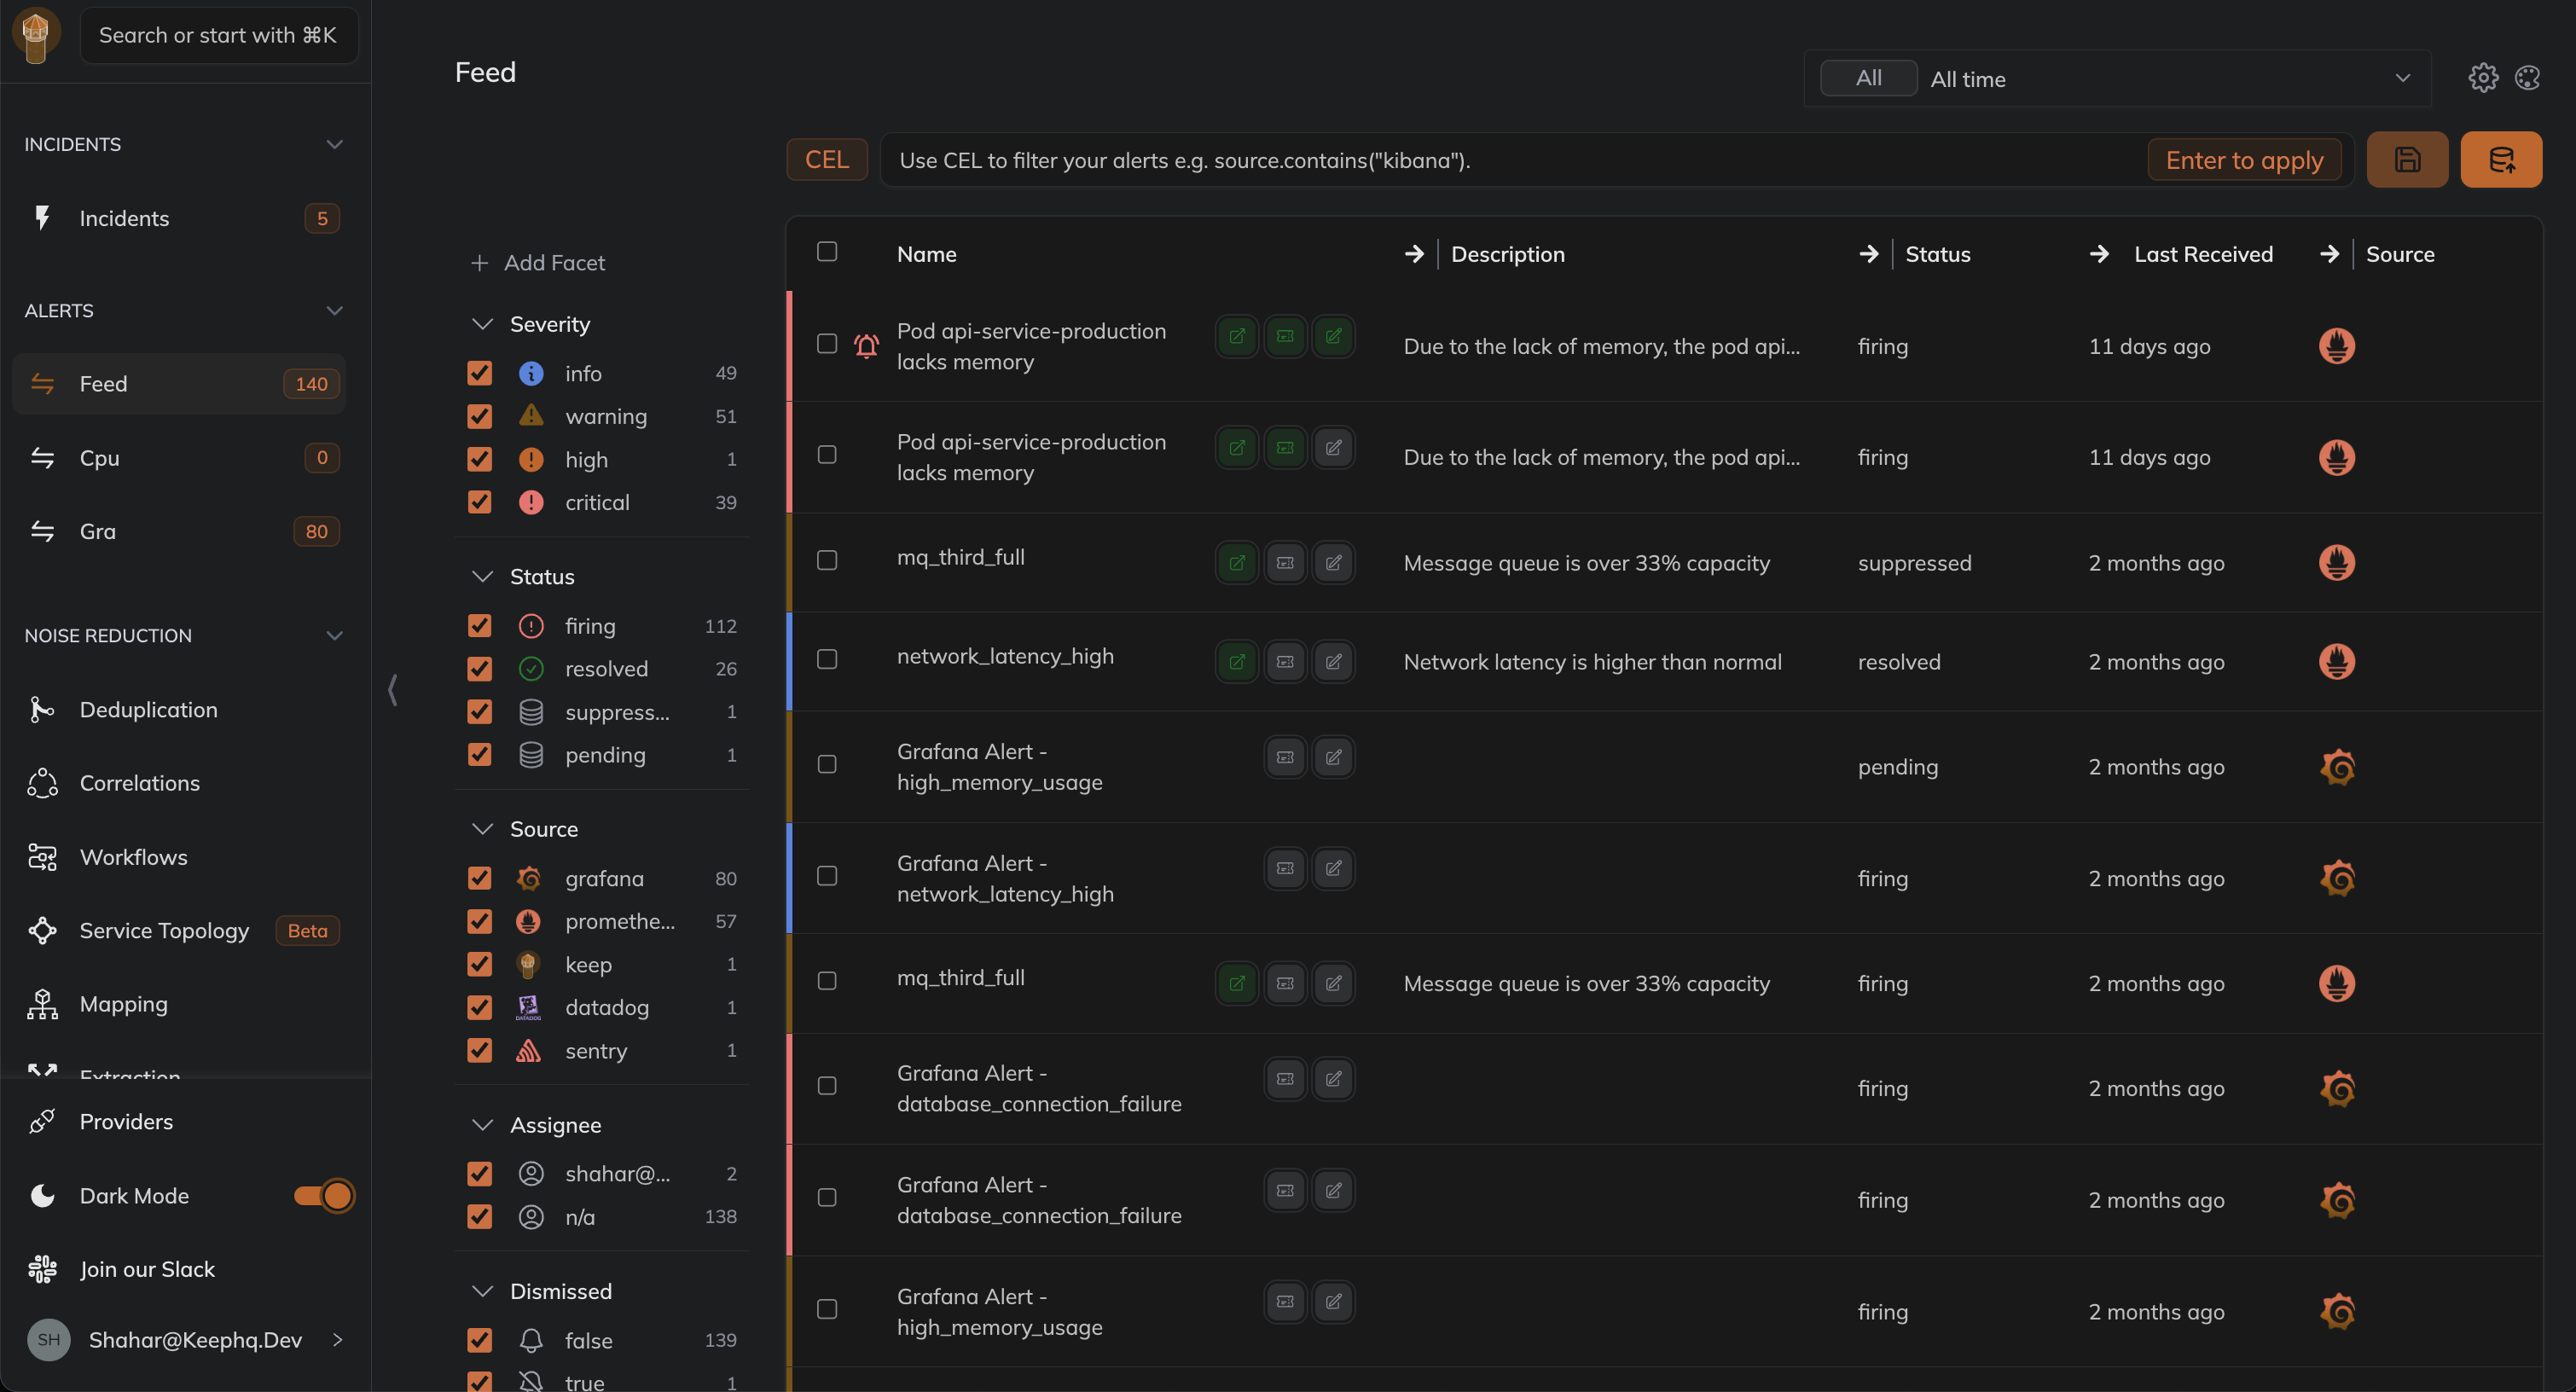 Search or start with ⌘K
INCIDENTS
Incidents 5
ALERTS
Feed 140
Cpu 0
Gra 80
NOISE REDUCTION
Deduplication
Correlations
Workflows
Service Topology Beta
Mapping
Extraction
Providers
Dark Mode
Join our Slack
SH Shahar@Keephq.Dev
Feed
All All time
CEL Use CEL to filter your alerts e.g. source.contains("kibana"). Enter to apply
Add Facet
Severity
info 49
warning 51
high 1
critical 39
Status
firing 112
resolved 26
suppress... 1
pending 1
Source
grafana 80
promethe... 57
keep 1
DATADOG datadog 1
sentry 1
Assignee
shahar@... 2
n/a 138
Dismissed
false 139
true 1
Name Description Status Last Received Source
Pod api-service-production
lacks memory
Due to the lack of memory, the pod api... firing 11 days ago
Pod api-service-production
lacks memory
Due to the lack of memory, the pod api... firing 11 days ago
mq_third_full Message queue is over 33% capacity suppressed 2 months ago
network_latency_high Network latency is higher than normal resolved 2 months ago
Grafana Alert -
high_memory_usage
pending 2 months ago
Grafana Alert -
network_latency_high
firing 2 months ago
mq_third_full Message queue is over 33% capacity firing 2 months ago
Grafana Alert -
database_connection_failure
firing 2 months ago
Grafana Alert -
database_connection_failure
firing 2 months ago
Grafana Alert -
high_memory_usage
firing 2 months ago